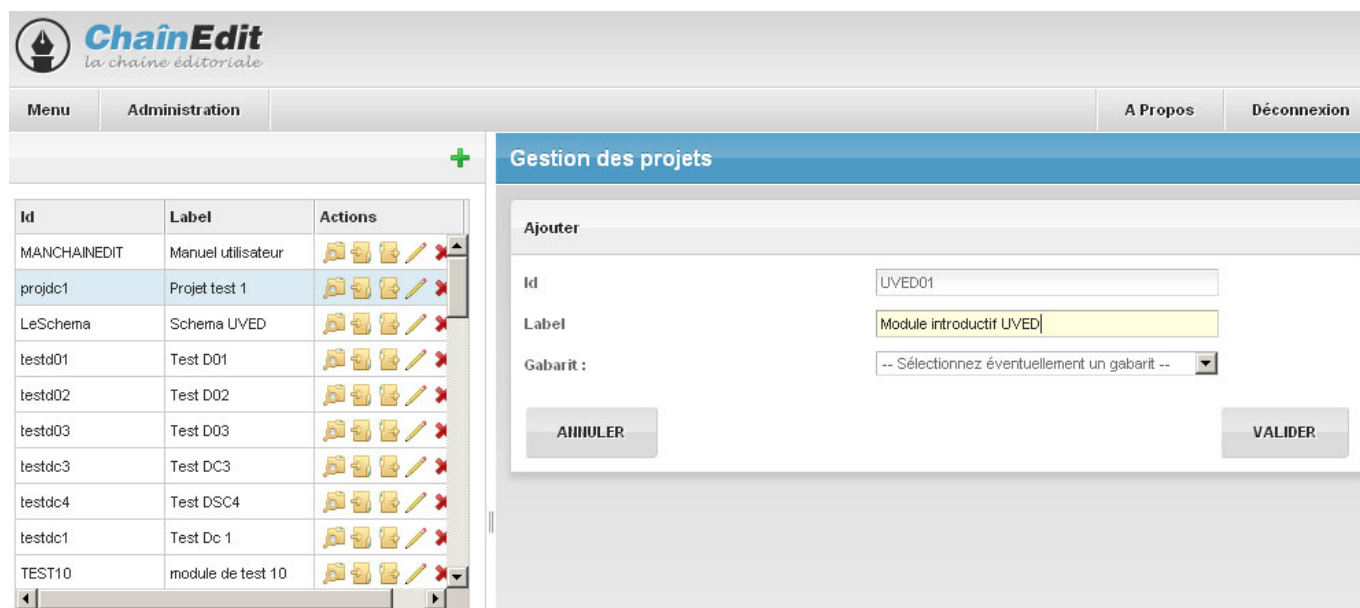 ChaînEdit
la chaîne éditoriale
Menu Administration A Propos Déconnexion
Gestion des projets
Id Label Actions
MANCHAINEDIT Manuel utilisateur
projdc1 Projet test 1
LeSchema Schema UVED
testd01 Test D01
testd02 Test D02
testd03 Test D03
testdc3 Test DC3
testdc4 Test DSC4
testdc1 Test Dc 1
TEST10 module de test 10
Ajouter
Id UVED01
Label Module introductif UVED
Gabarit : -- Sélectionnez éventuellement un gabarit --
ANNULER VALIDER